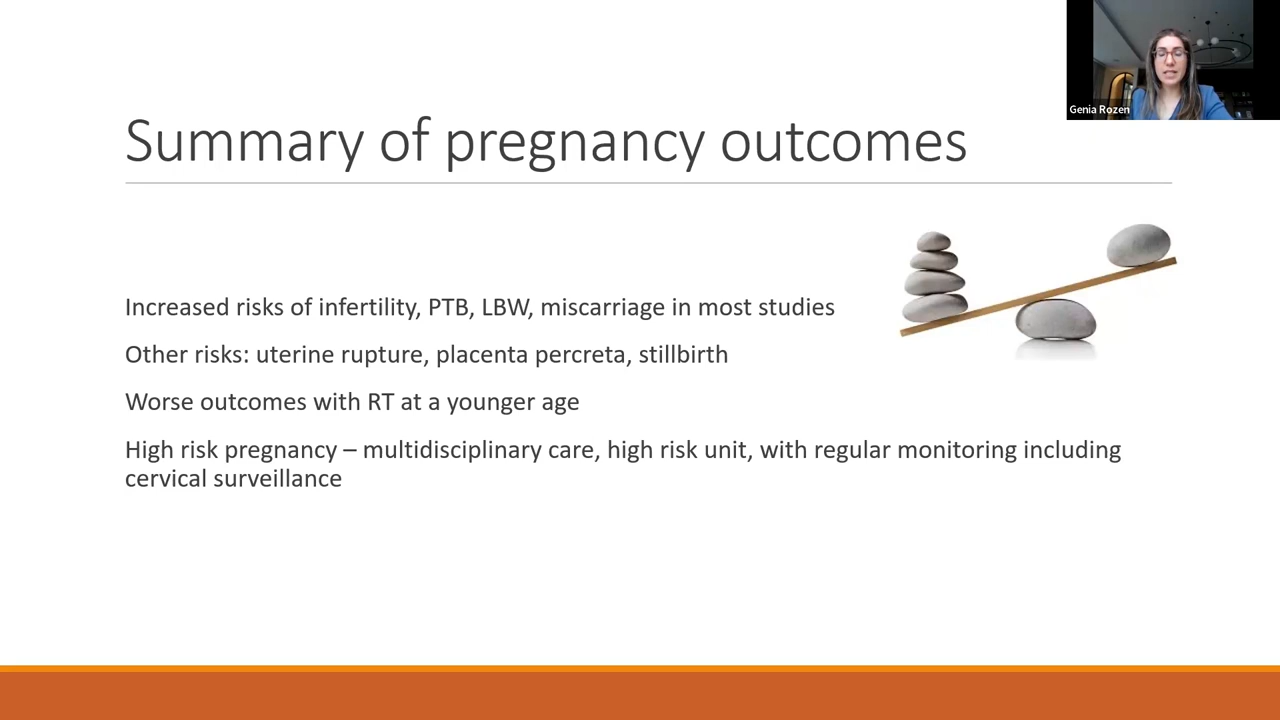 Genia Rozen
Summary of pregnancy outcomes
Increased risks of infertility, PTB, LBW, miscarriage in most studies
Other risks: uterine rupture, placenta percreta, stillbirth
Worse outcomes with RT at a younger age
High risk pregnancy – multidisciplinary care, high risk unit, with regular monitoring including
cervical surveillance